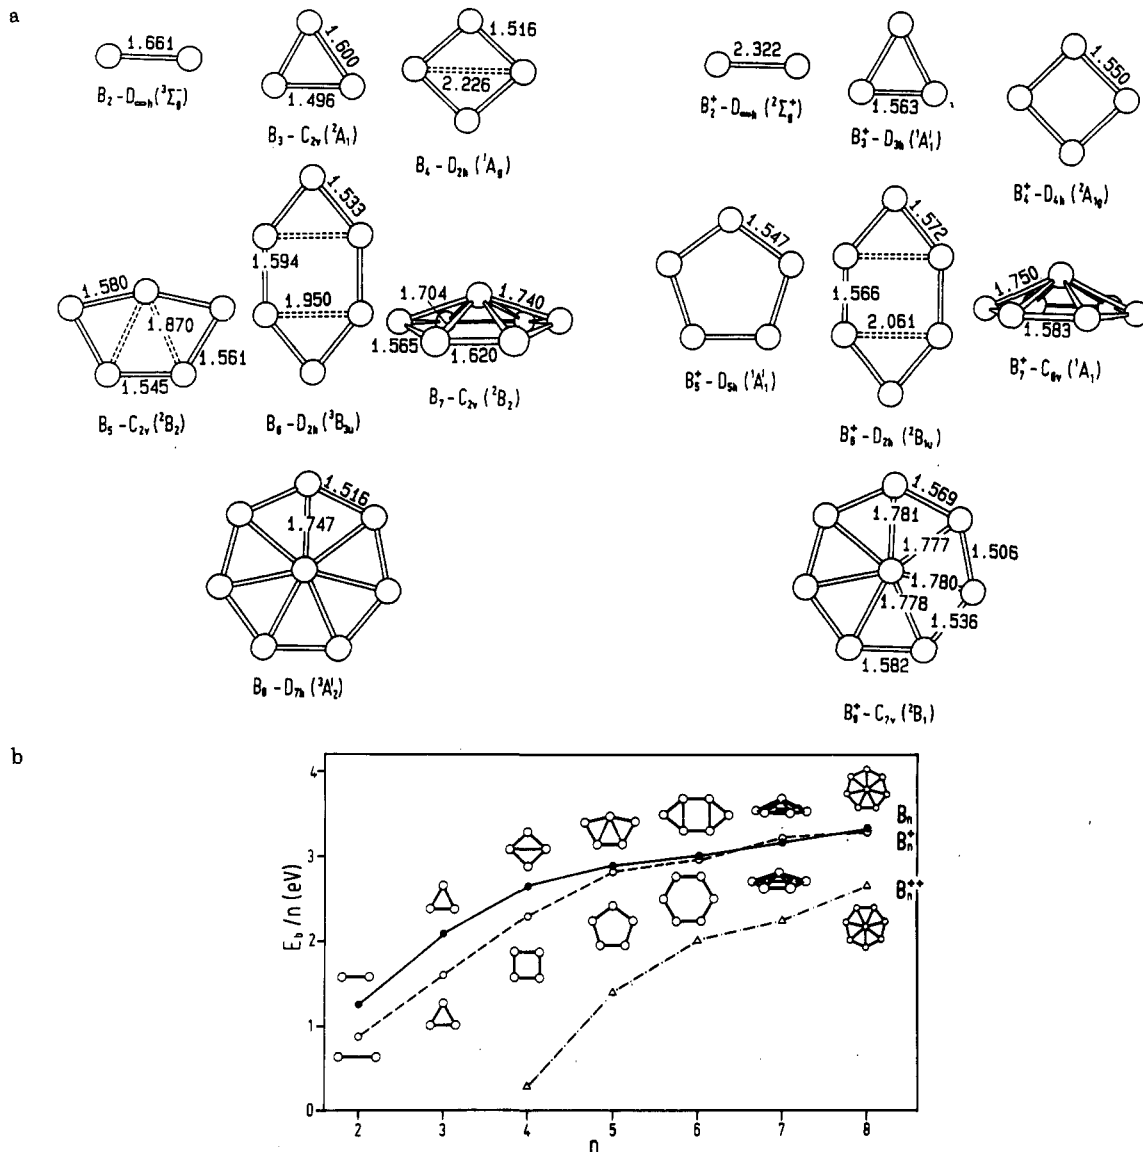 a
1.661
B₂ - D∞h (³Σg⁻)
1.600
1.496
B₃ - C₂ᵥ (²A₁)
1.516
2.226
B₄ - D₂ₕ (¹Ag)
2.322
B₂⁺ - D∞h (²Σg⁺)
1.563
B₃⁺ - D₃ₕ (¹A₁')
1.550
B₄⁺ - D₄ₕ (²A₁g)
1.580
1.870
1.561
1.545
B₅ - C₂ᵥ (²B₂)
1.533
1.594
1.950
B₆ - D₂ₕ (³B₃ᵤ)
1.704
1.740
1.565
1.620
B₇ - C₂ᵥ (²B₂)
1.547
B₅⁺ - D₅ₕ (¹A₁')
1.572
1.566
2.061
B₆⁺ - D₂ₕ (²B₁ᵤ)
1.750
1.583
B₇⁺ - C₆ᵥ (¹A₁)
1.516
1.747
B₈ - D₇ₕ (³A₂')
1.569
1.781
1.777
1.506
1.780
1.778
1.536
1.582
B₈⁺ - C₇ᵥ (²B₁)
b
Eb/n (eV)
4
3
2
1
0
Bₙ
Bₙ⁺
Bₙ⁺⁺
2 3 4 5 6 7 8
n